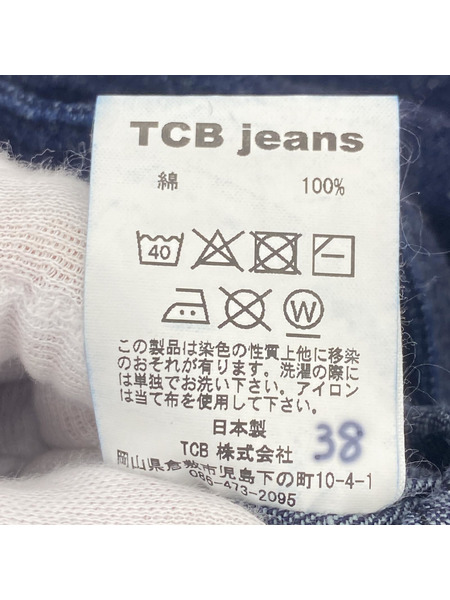 TCB jeans
綿 100%
40
W
この製品は染色の性質上他に移染
のおそれが有ります。洗濯の際に
は単独でお洗い下さい。アイロン
は当て布を使用して下さい。
日本製 38
TCB 株式会社
岡山県倉敷市児島下の町10-4-1
086-473-2095